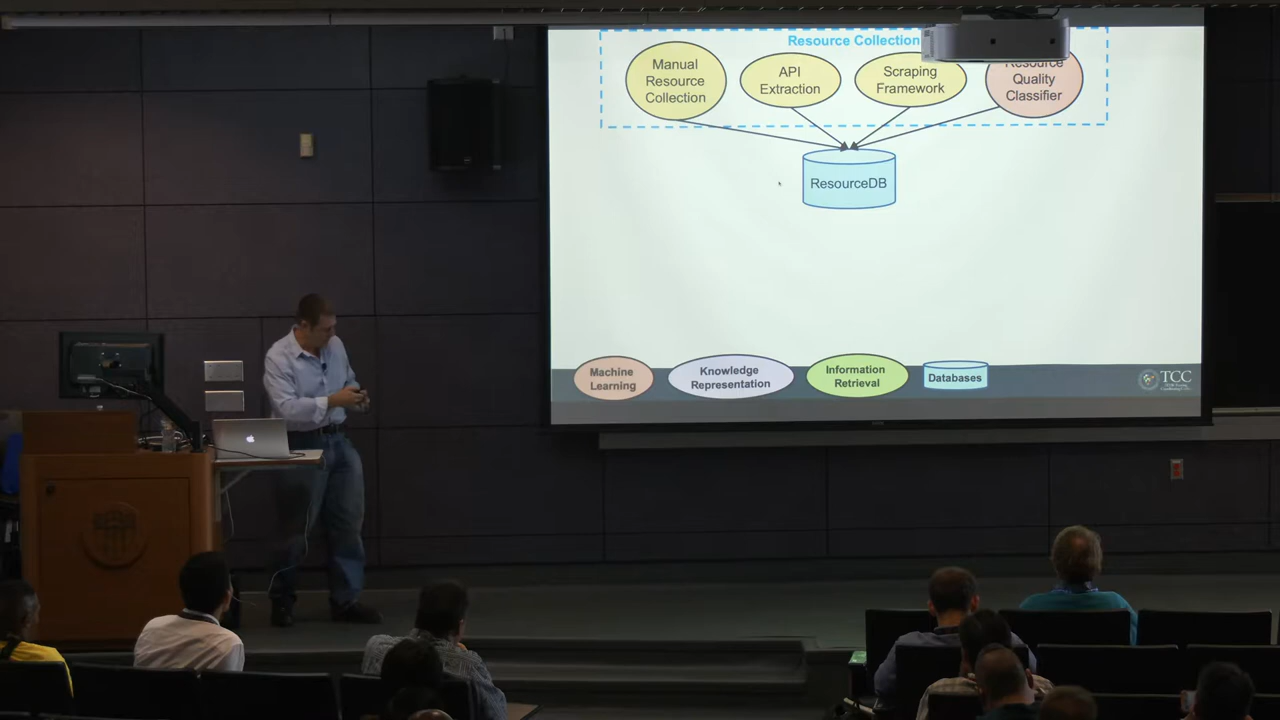 Resource Collection
Manual
Resource
Collection
API
Extraction
Scraping
Framework
Resource
Quality
Classifier
ResourceDB
Machine
Learning
Knowledge
Representation
Information
Retrieval
Databases
TCC